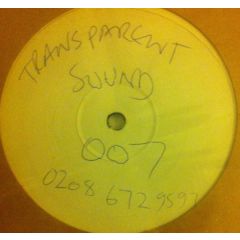 TRANSPARENT
SOUND
007
0208 672 9597